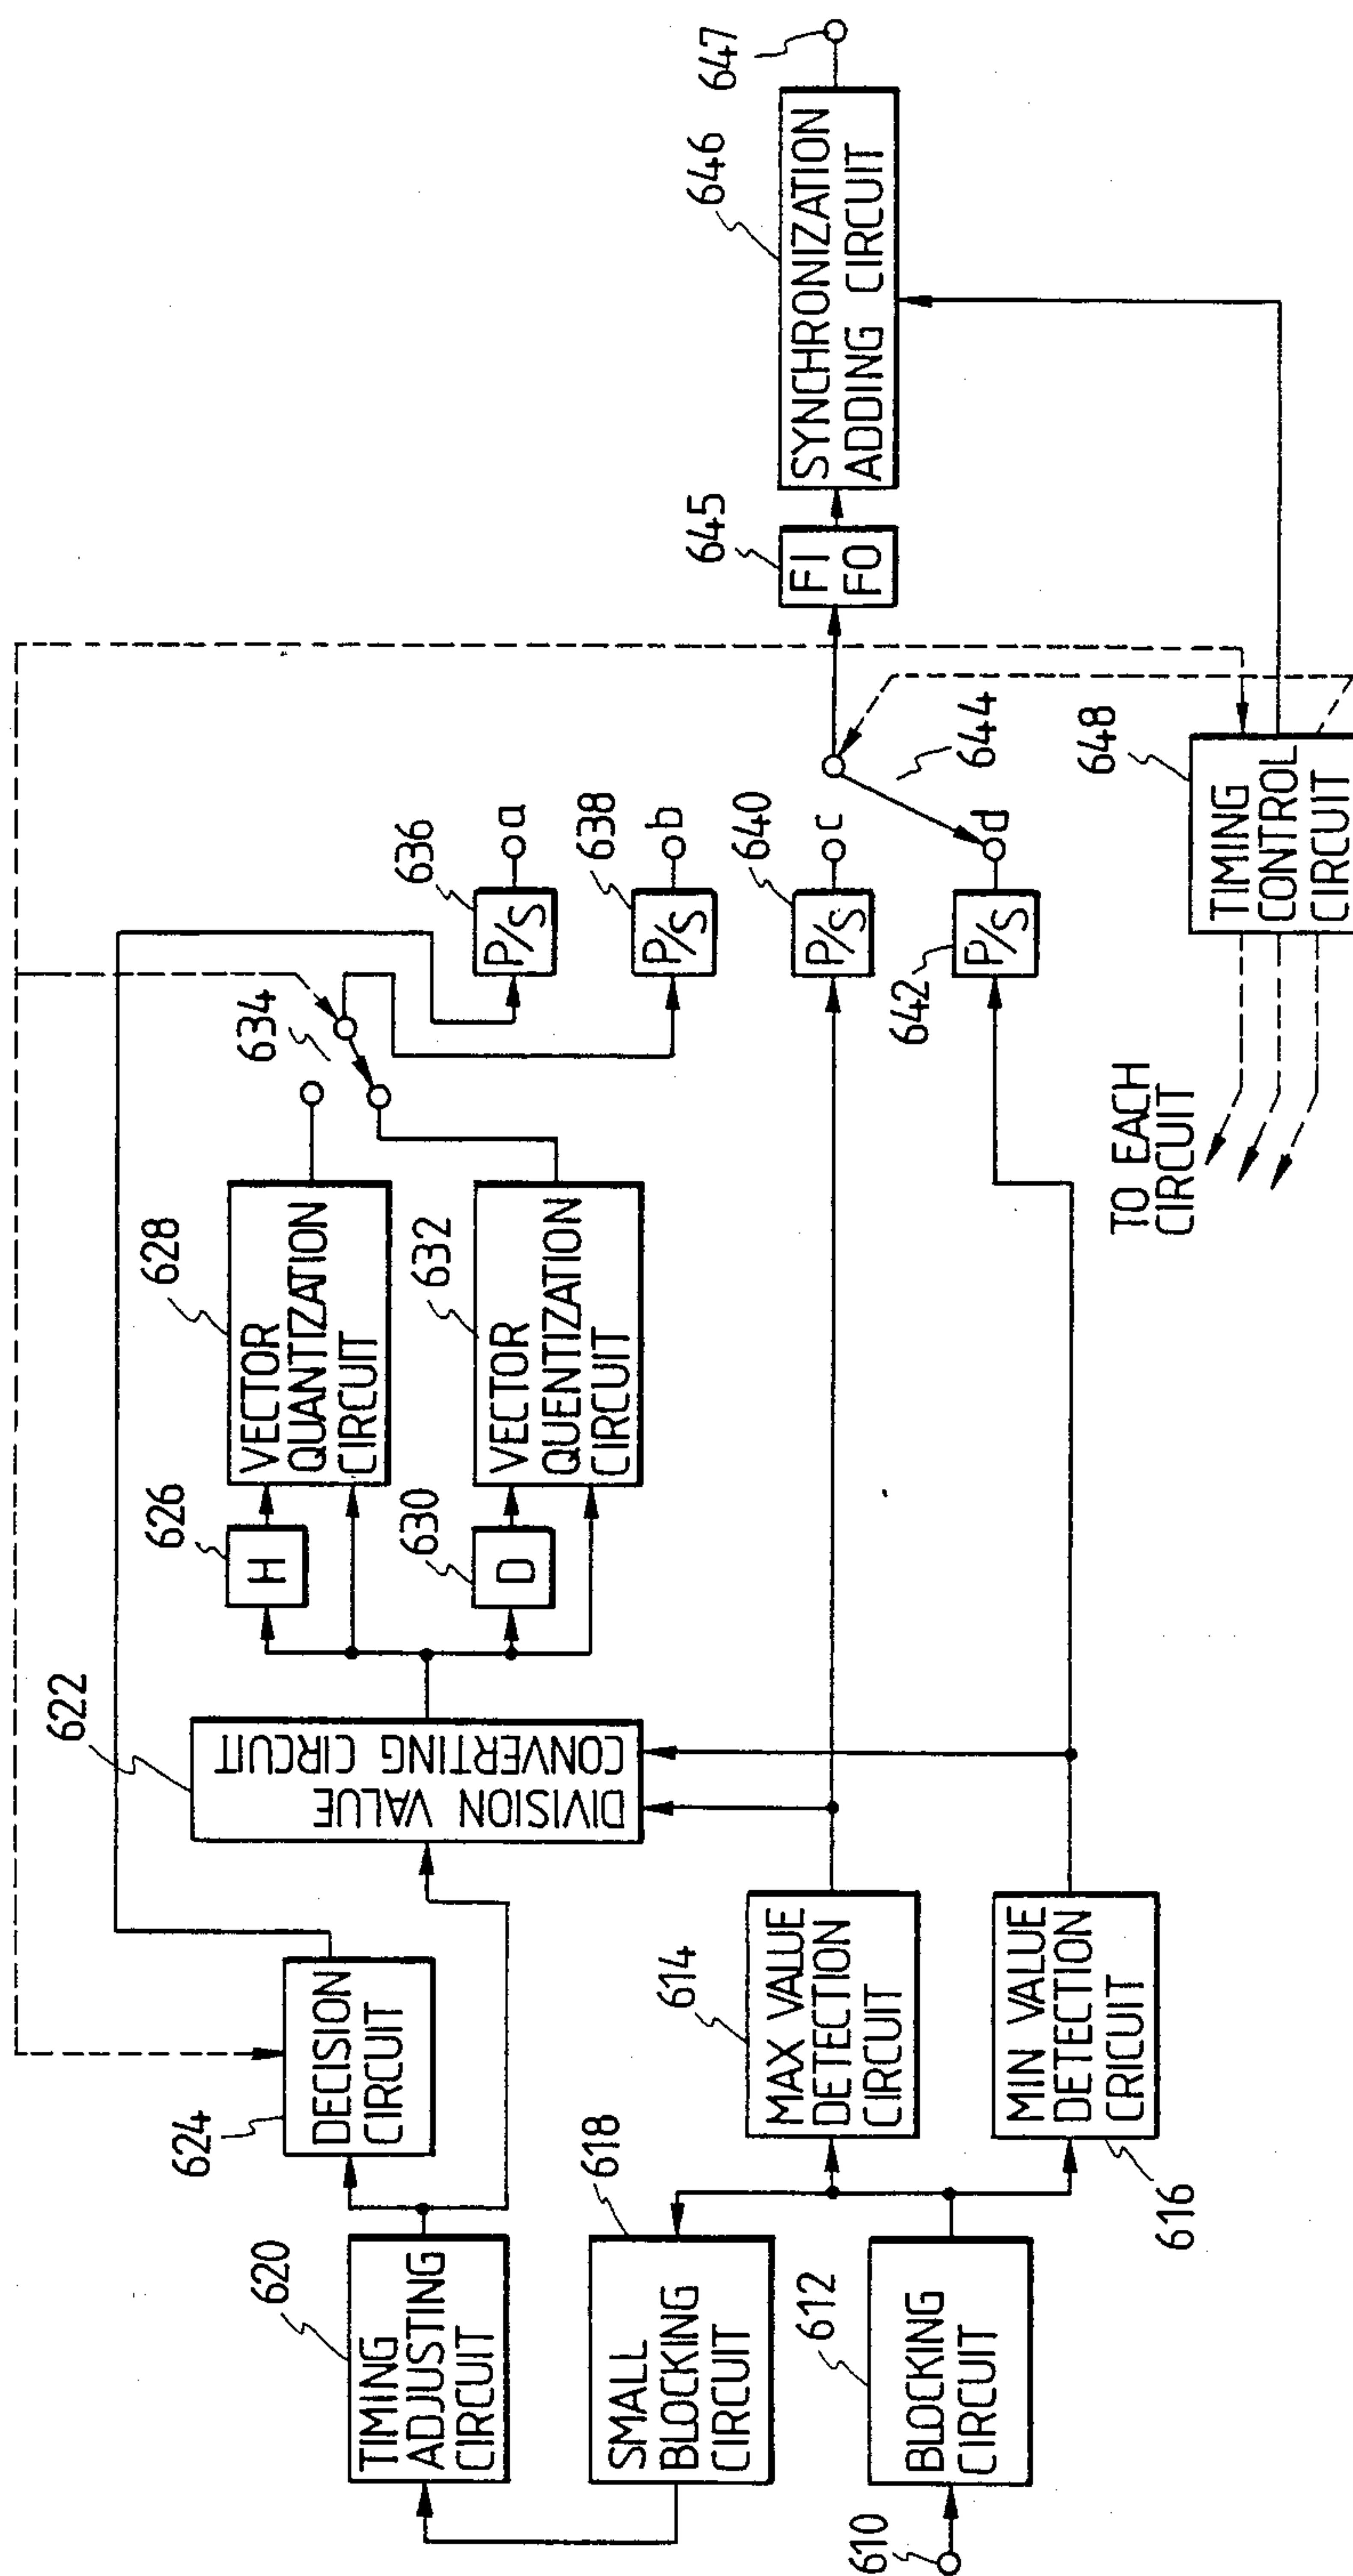 610
BLOCKING
CIRCUIT
612
SMALL
BLOCKING
CIRCUIT
618
TIMING
ADJUSTING
CIRCUIT
620
DECISION
CIRCUIT
624
MAX VALUE
DETECTION
CIRCUIT
614
MIN VALUE
DETECTION
CRICUIT
616
DIVISION VALUE
CONVERTING CIRCUIT
622
H
626
D
630
VECTOR
QUANTIZATION
CIRCUIT
628
VECTOR
QUENTIZATION
CIRCUIT
632
634
P/S
636
a
P/S
638
b
P/S
640
c
P/S
642
d
644
FI
FO
645
SYNCHRONIZATION
ADDING CIRCUIT
646
647
TIMING
CONTROL
CIRCUIT
648
TO EACH
CIRCUIT